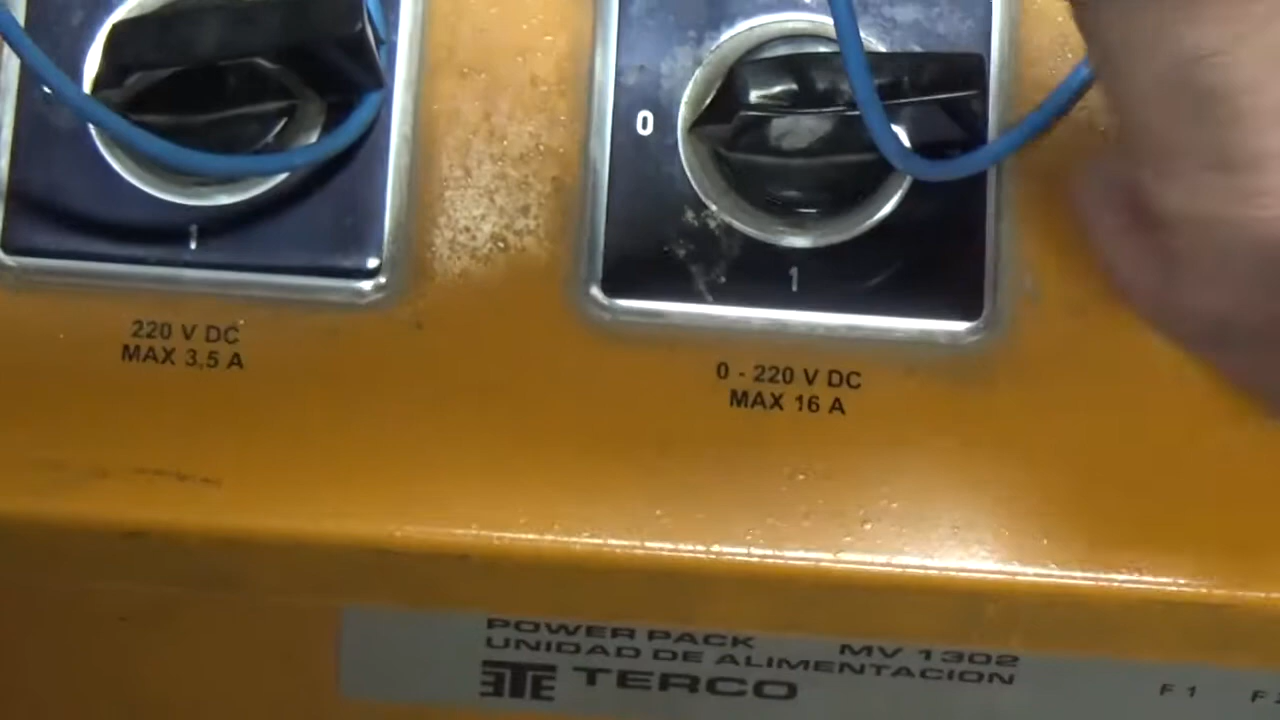 0
1
1
220 V DC
MAX 3,5 A
0 - 220 V DC
MAX 16 A
POWER PACK MV 1302
UNIDAD DE ALIMENTACION
TERCO
F 1